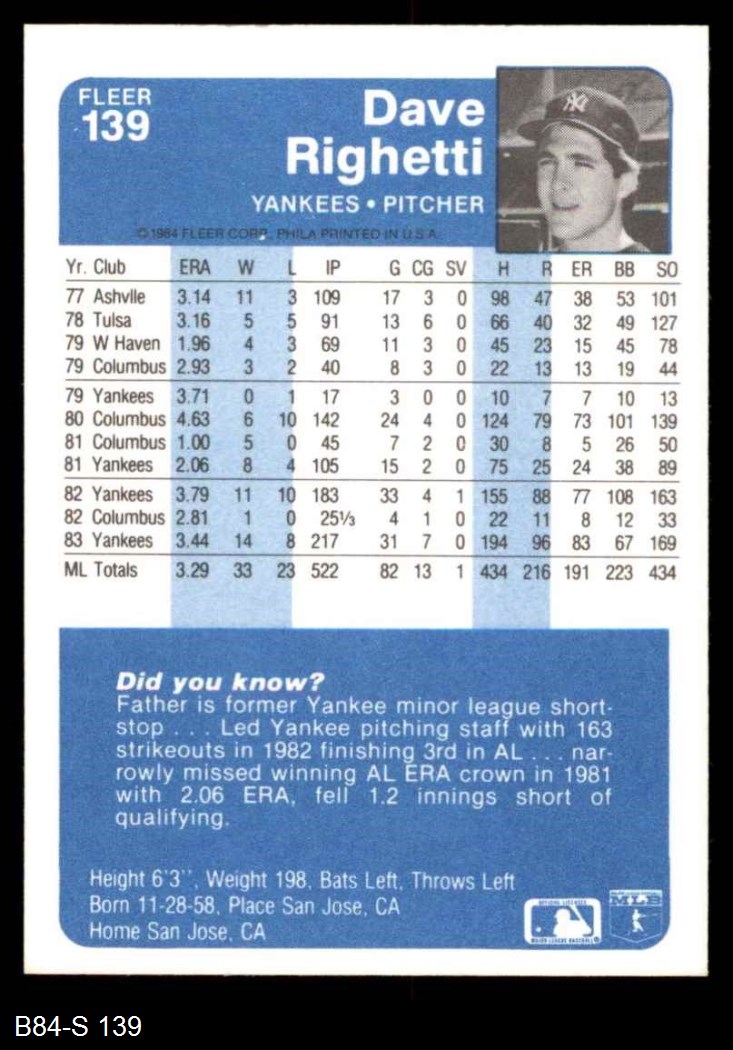 FLEER
139
Dave
Righetti
YANKEES • PITCHER
© 1984 FLEER CORP., PHILA PRINTED IN U.S.A.
Yr. Club ERA W L IP G CG SV H R ER BB SO
77 Ashvlle 3.14 11 3 109 17 3 0 98 47 38 53 101
78 Tulsa 3.16 5 5 91 13 6 0 66 40 32 49 127
79 W Haven 1.96 4 3 69 11 3 0 45 23 15 45 78
79 Columbus 2.93 3 2 40 8 3 0 22 13 13 19 44
79 Yankees 3.71 0 1 17 3 0 0 10 7 7 10 13
80 Columbus 4.63 6 10 142 24 4 0 124 79 73 101 139
81 Columbus 1.00 5 0 45 7 2 0 30 8 5 26 50
81 Yankees 2.06 8 4 105 15 2 0 75 25 24 38 89
82 Yankees 3.79 11 10 183 33 4 1 155 88 77 108 163
82 Columbus 2.81 1 0 25⅓ 4 1 0 22 11 8 12 33
83 Yankees 3.44 14 8 217 31 7 0 194 96 83 67 169
ML Totals 3.29 33 23 522 82 13 1 434 216 191 223 434
Did you know?
Father is former Yankee minor league short-
stop . . . Led Yankee pitching staff with 163
strikeouts in 1982 finishing 3rd in AL . . . nar-
rowly missed winning AL ERA crown in 1981
with 2.06 ERA, fell 1.2 innings short of
qualifying.
Height 6'3'', Weight 198, Bats Left, Throws Left
Born 11-28-58, Place San Jose, CA
Home San Jose, CA
OFFICIAL LICENSEE
MAJOR LEAGUE BASEBALL
MLB
B84-S 139